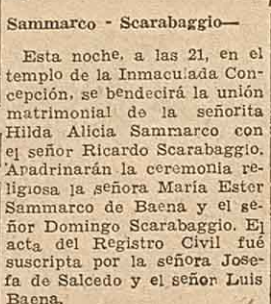 Sammarco - Scarabaggio—
Esta noche, a las 21, en el
templo de la Inmaculada Con-
cepción, se bendecirá la unión
matrimonial de la señorita
Hilda Alicia Sammarco con
el señor Ricardo Scarabaggio.
Apadrinarán la ceremonia re-
ligiosa la señora María Ester
Sammarco de Baena y el se-
ñor Domingo Scarabaggio. El
acta del Registro Civil fué
suscripta por la señora Jose-
fa de Salcedo y el señor Luis
Baena.